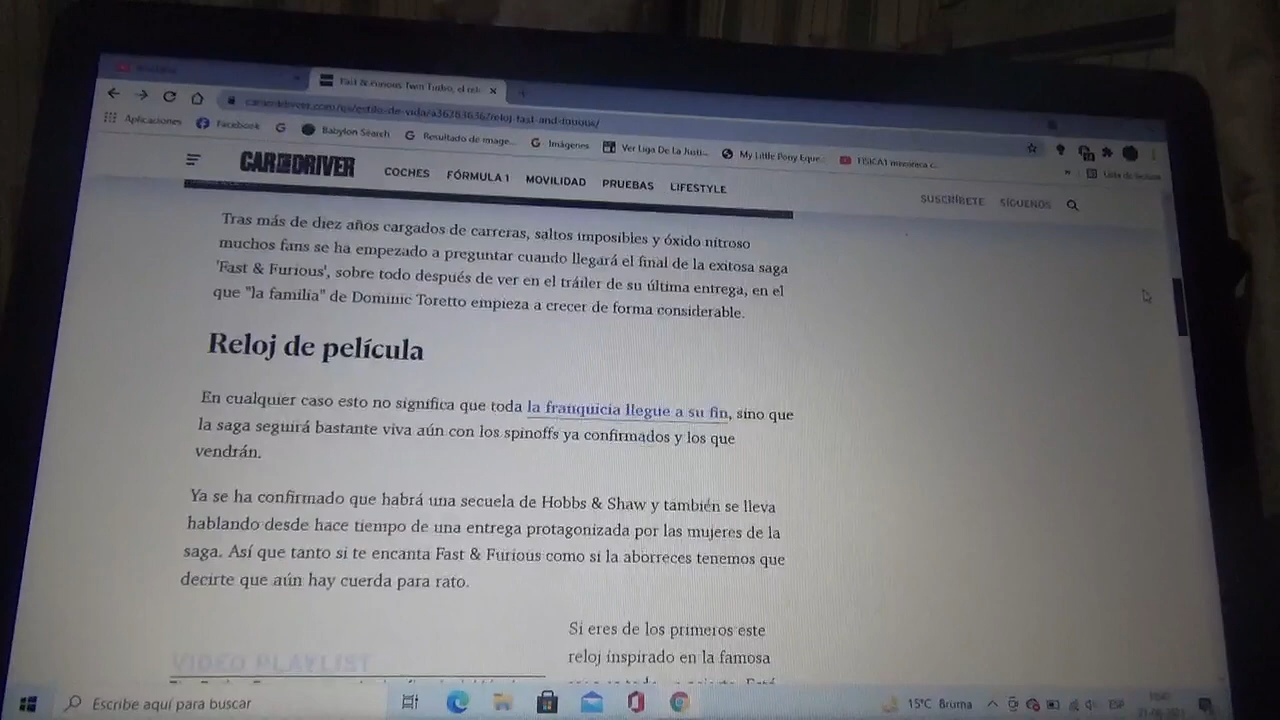 Fast & Furious Twin Turbo, el relo
caranddriver.com/es/estilo-de-vida/a36283636/reloj-fast-and-furious/
Aplicaciones
Facebook
Babylon Search
Resultado de image...
Imágenes
Ver Liga De La Justi...
My Little Pony Eque...
FISICA1 mimoteca c...
Lista de lectura
CAR AND DRIVER
COCHES
FÓRMULA 1
MOVILIDAD
PRUEBAS
LIFESTYLE
SUSCRÍBETE
SÍGUENOS
Tras más de diez años cargados de carreras, saltos imposibles y óxido nitroso
muchos fans se ha empezado a preguntar cuando llegará el final de la exitosa saga
'Fast & Furious', sobre todo después de ver en el tráiler de su última entrega, en el
que "la familia" de Dominic Toretto empieza a crecer de forma considerable.
Reloj de película
En cualquier caso esto no significa que toda la franquicia llegue a su fin, sino que
la saga seguirá bastante viva aún con los spinoffs ya confirmados y los que
vendrán.
Ya se ha confirmado que habrá una secuela de Hobbs & Shaw y también se lleva
hablando desde hace tiempo de una entrega protagonizada por las mujeres de la
saga. Así que tanto si te encanta Fast & Furious como si la aborreces tenemos que
decirte que aún hay cuerda para rato.
Si eres de los primeros este
reloj inspirado en la famosa
VIDEO PLAYLIST
Escribe aquí para buscar
15°C Bruma
ESP